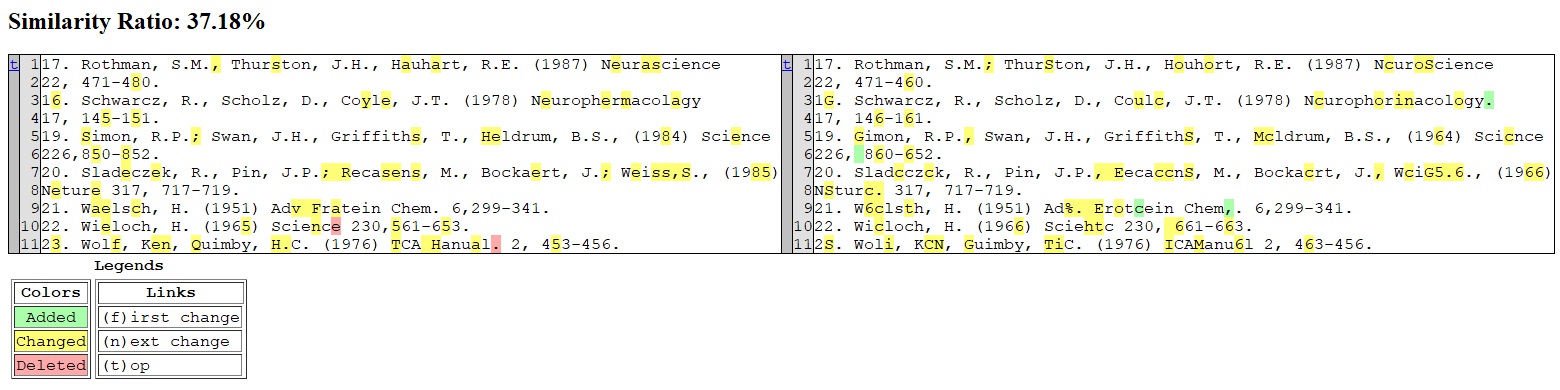 Similarity Ratio: 37.18%
t 1 17. Rothman, S.M., Thurston, J.H., Hauhart, R.E. (1987) Neurascience
2 22, 471-480.
3 16. Schwarcz, R., Scholz, D., Coyle, J.T. (1978) Neurophermacolagy
4 17, 145-151.
5 19. Simon, R.P.; Swan, J.H., Griffiths, T., Heldrum, B.S., (1984) Science
6 226,850-852.
7 20. Sladeczek, R., Pin, J.P.; Recasens, M., Bockaert, J.; Weiss,S., (1985)
8 Neture 317, 717-719.
9 21. Waelsch, H. (1951) Adv Fratein Chem. 6,299-341.
10 22. Wieloch, H. (1965) Science 230,561-653.
11 23. Wolf, Ken, Quimby, H.C. (1976) TCA Hanual. 2, 453-456.
t 1 17. Rothman, S.M.; ThurSton, J.H., Houhort, R.E. (1987) NcuroScience
2 22, 471-460.
3 1G. Schwarcz, R., Scholz, D., Coulc, J.T. (1978) Ncurophorinacology.
4 17, 146-161.
5 19. Gimon, R.P., Swan, J.H., GriffithS, T., Mcldrum, B.S., (1964) Scicnce
6 226, 860-652.
7 20. Sladcczck, R., Pin, J.P., EecaccnS, M., Bockacrt, J., WciG5.6., (1966)
8 NSturc. 317, 717-719.
9 21. W6clsth, H. (1951) Ad%. Erotcein Chem,. 6,299-341.
10 22. Wicloch, H. (1966) Sciehtc 230, 661-663.
11 2S. Woli, KCN, Guimby, TiC. (1976) ICAManu6l 2, 463-456.
Legends
Colors Links
Added (f)irst change
Changed (n)ext change
Deleted (t)op